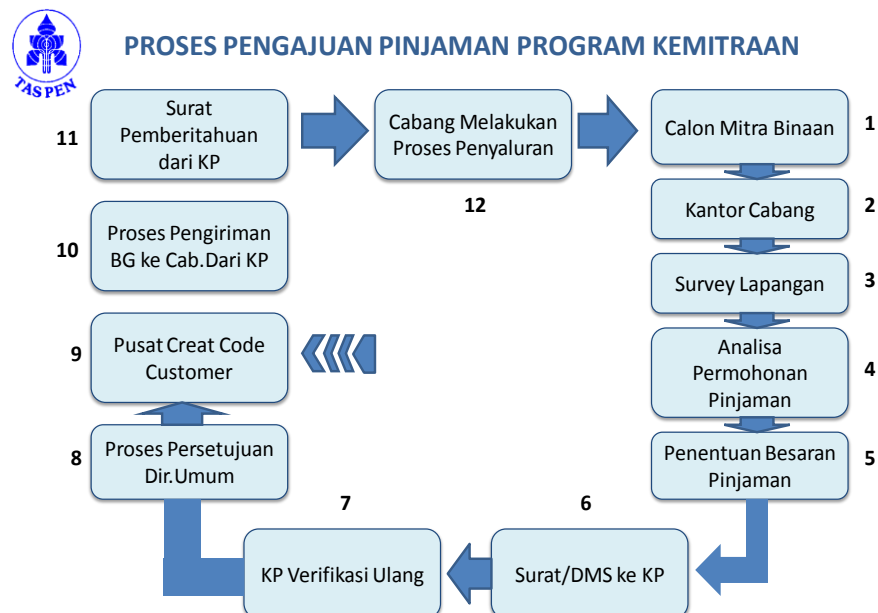 PROSES PENGAJUAN PINJAMAN PROGRAM KEMITRAAN
TASPEN
11
Surat
Pemberitahuan
dari KP
Cabang Melakukan
Proses Penyaluran
12
Calon Mitra Binaan
1
Kantor Cabang
2
Survey Lapangan
3
Analisa
Permohonan
Pinjaman
4
Penentuan Besaran
Pinjaman
5
6
Surat/DMS ke KP
7
KP Verifikasi Ulang
8
Proses Persetujuan
Dir.Umum
9
Pusat Creat Code
Customer
10
Proses Pengiriman
BG ke Cab.Dari KP